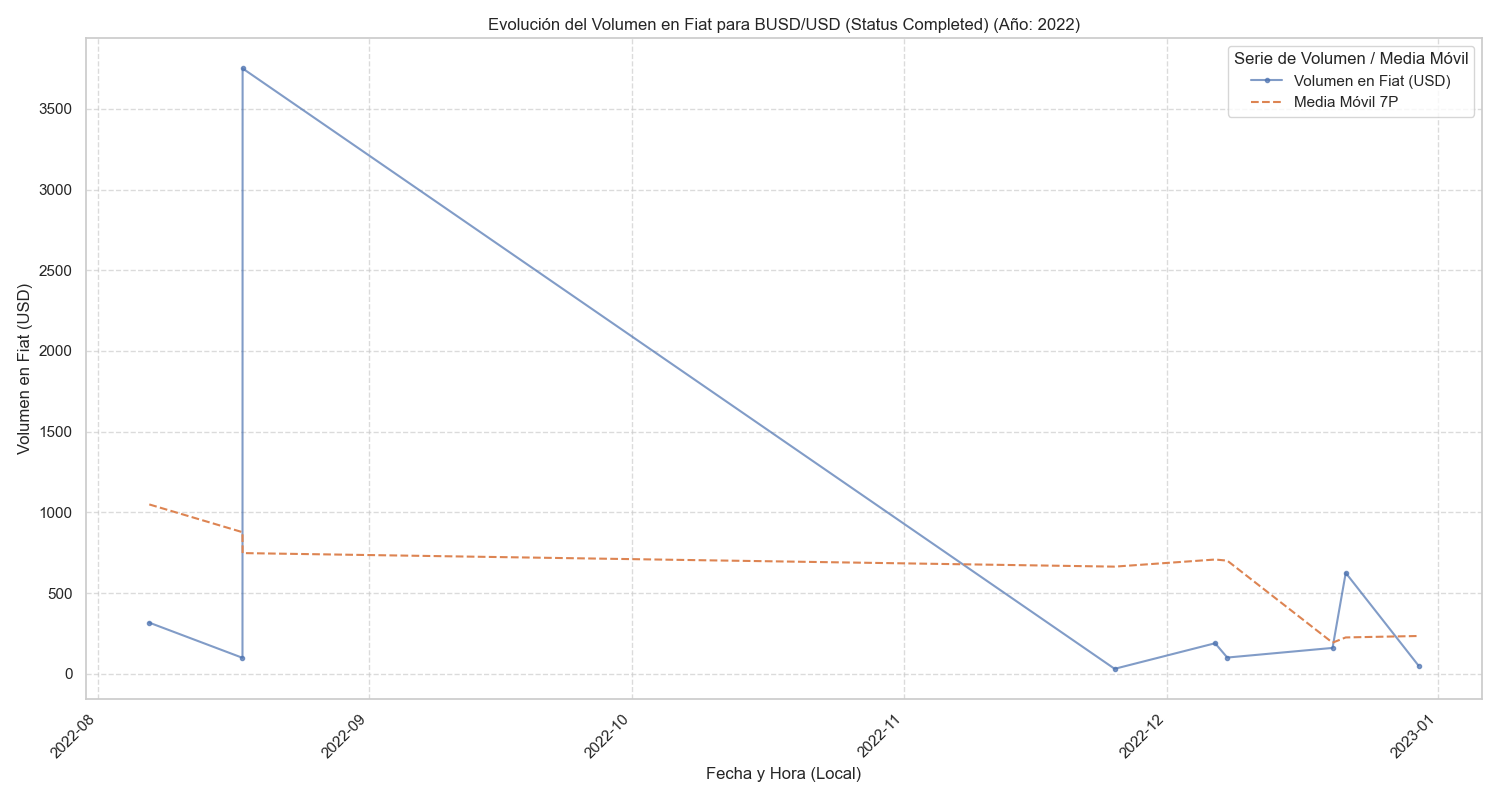 Evolución del Volumen en Fiat para BUSD/USD (Status Completed) (Año: 2022)
Serie de Volumen / Media Móvil
Volumen en Fiat (USD)
Media Móvil 7P
Volumen en Fiat (USD)
3500
3000
2500
2000
1500
1000
500
0
2022-08
2022-09
2022-10
2022-11
2022-12
2023-01
Fecha y Hora (Local)